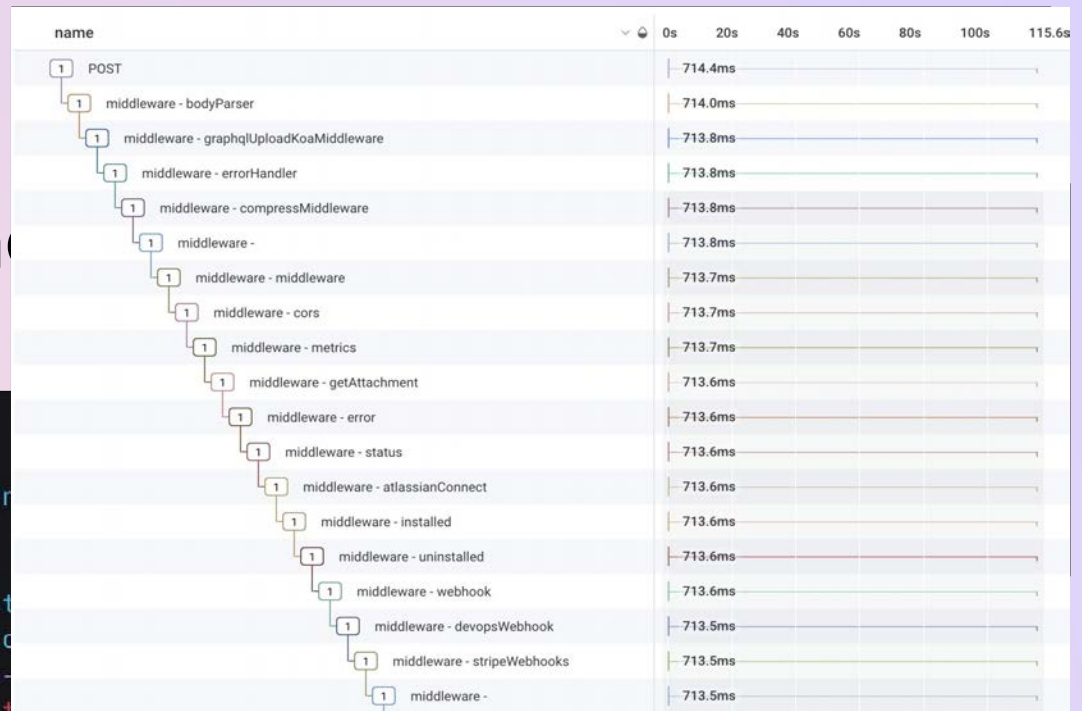 name 0s 20s 40s 60s 80s 100s 115.6s
1 POST 714.4ms
1 middleware - bodyParser 714.0ms
1 middleware - graphqlUploadKoaMiddleware 713.8ms
1 middleware - errorHandler 713.8ms
1 middleware - compressMiddleware 713.8ms
1 middleware - 713.8ms
1 middleware - middleware 713.7ms
1 middleware - cors 713.7ms
1 middleware - metrics 713.7ms
1 middleware - getAttachment 713.6ms
1 middleware - error 713.6ms
1 middleware - status 713.6ms
1 middleware - atlassianConnect 713.6ms
1 middleware - installed 713.6ms
1 middleware - uninstalled 713.6ms
1 middleware - webhook 713.6ms
1 middleware - devopsWebhook 713.5ms
1 middleware - stripeWebhooks 713.5ms
1 middleware - 713.5ms